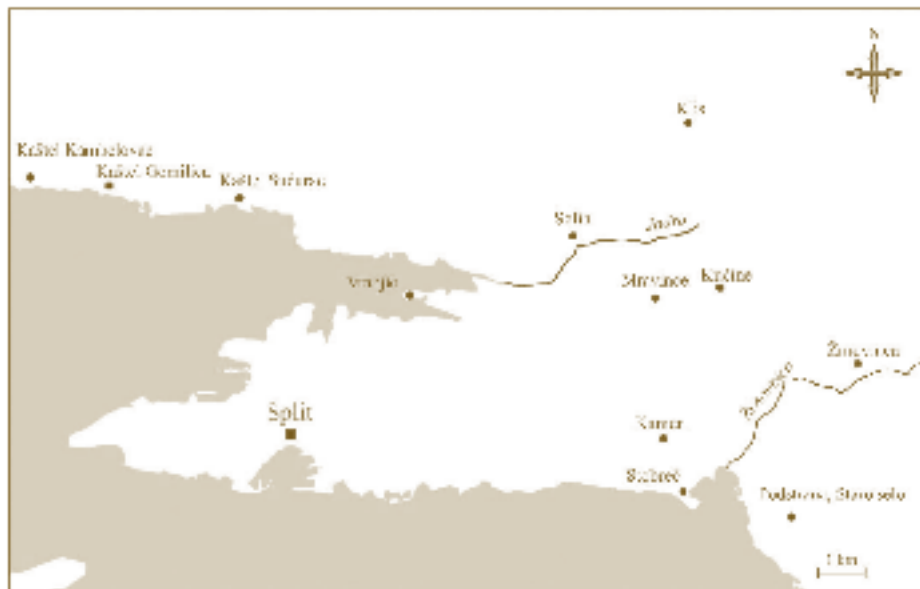 N
Klis
Kaštel Kambelovac
Kaštel Gomilica
Kaštel Sućurac
Solin
Jadro
Vranjic
Mravince
Kučine
Žrnovnica
Split
Kamen
Stobreč
Podstrana, Staro selo
1 km